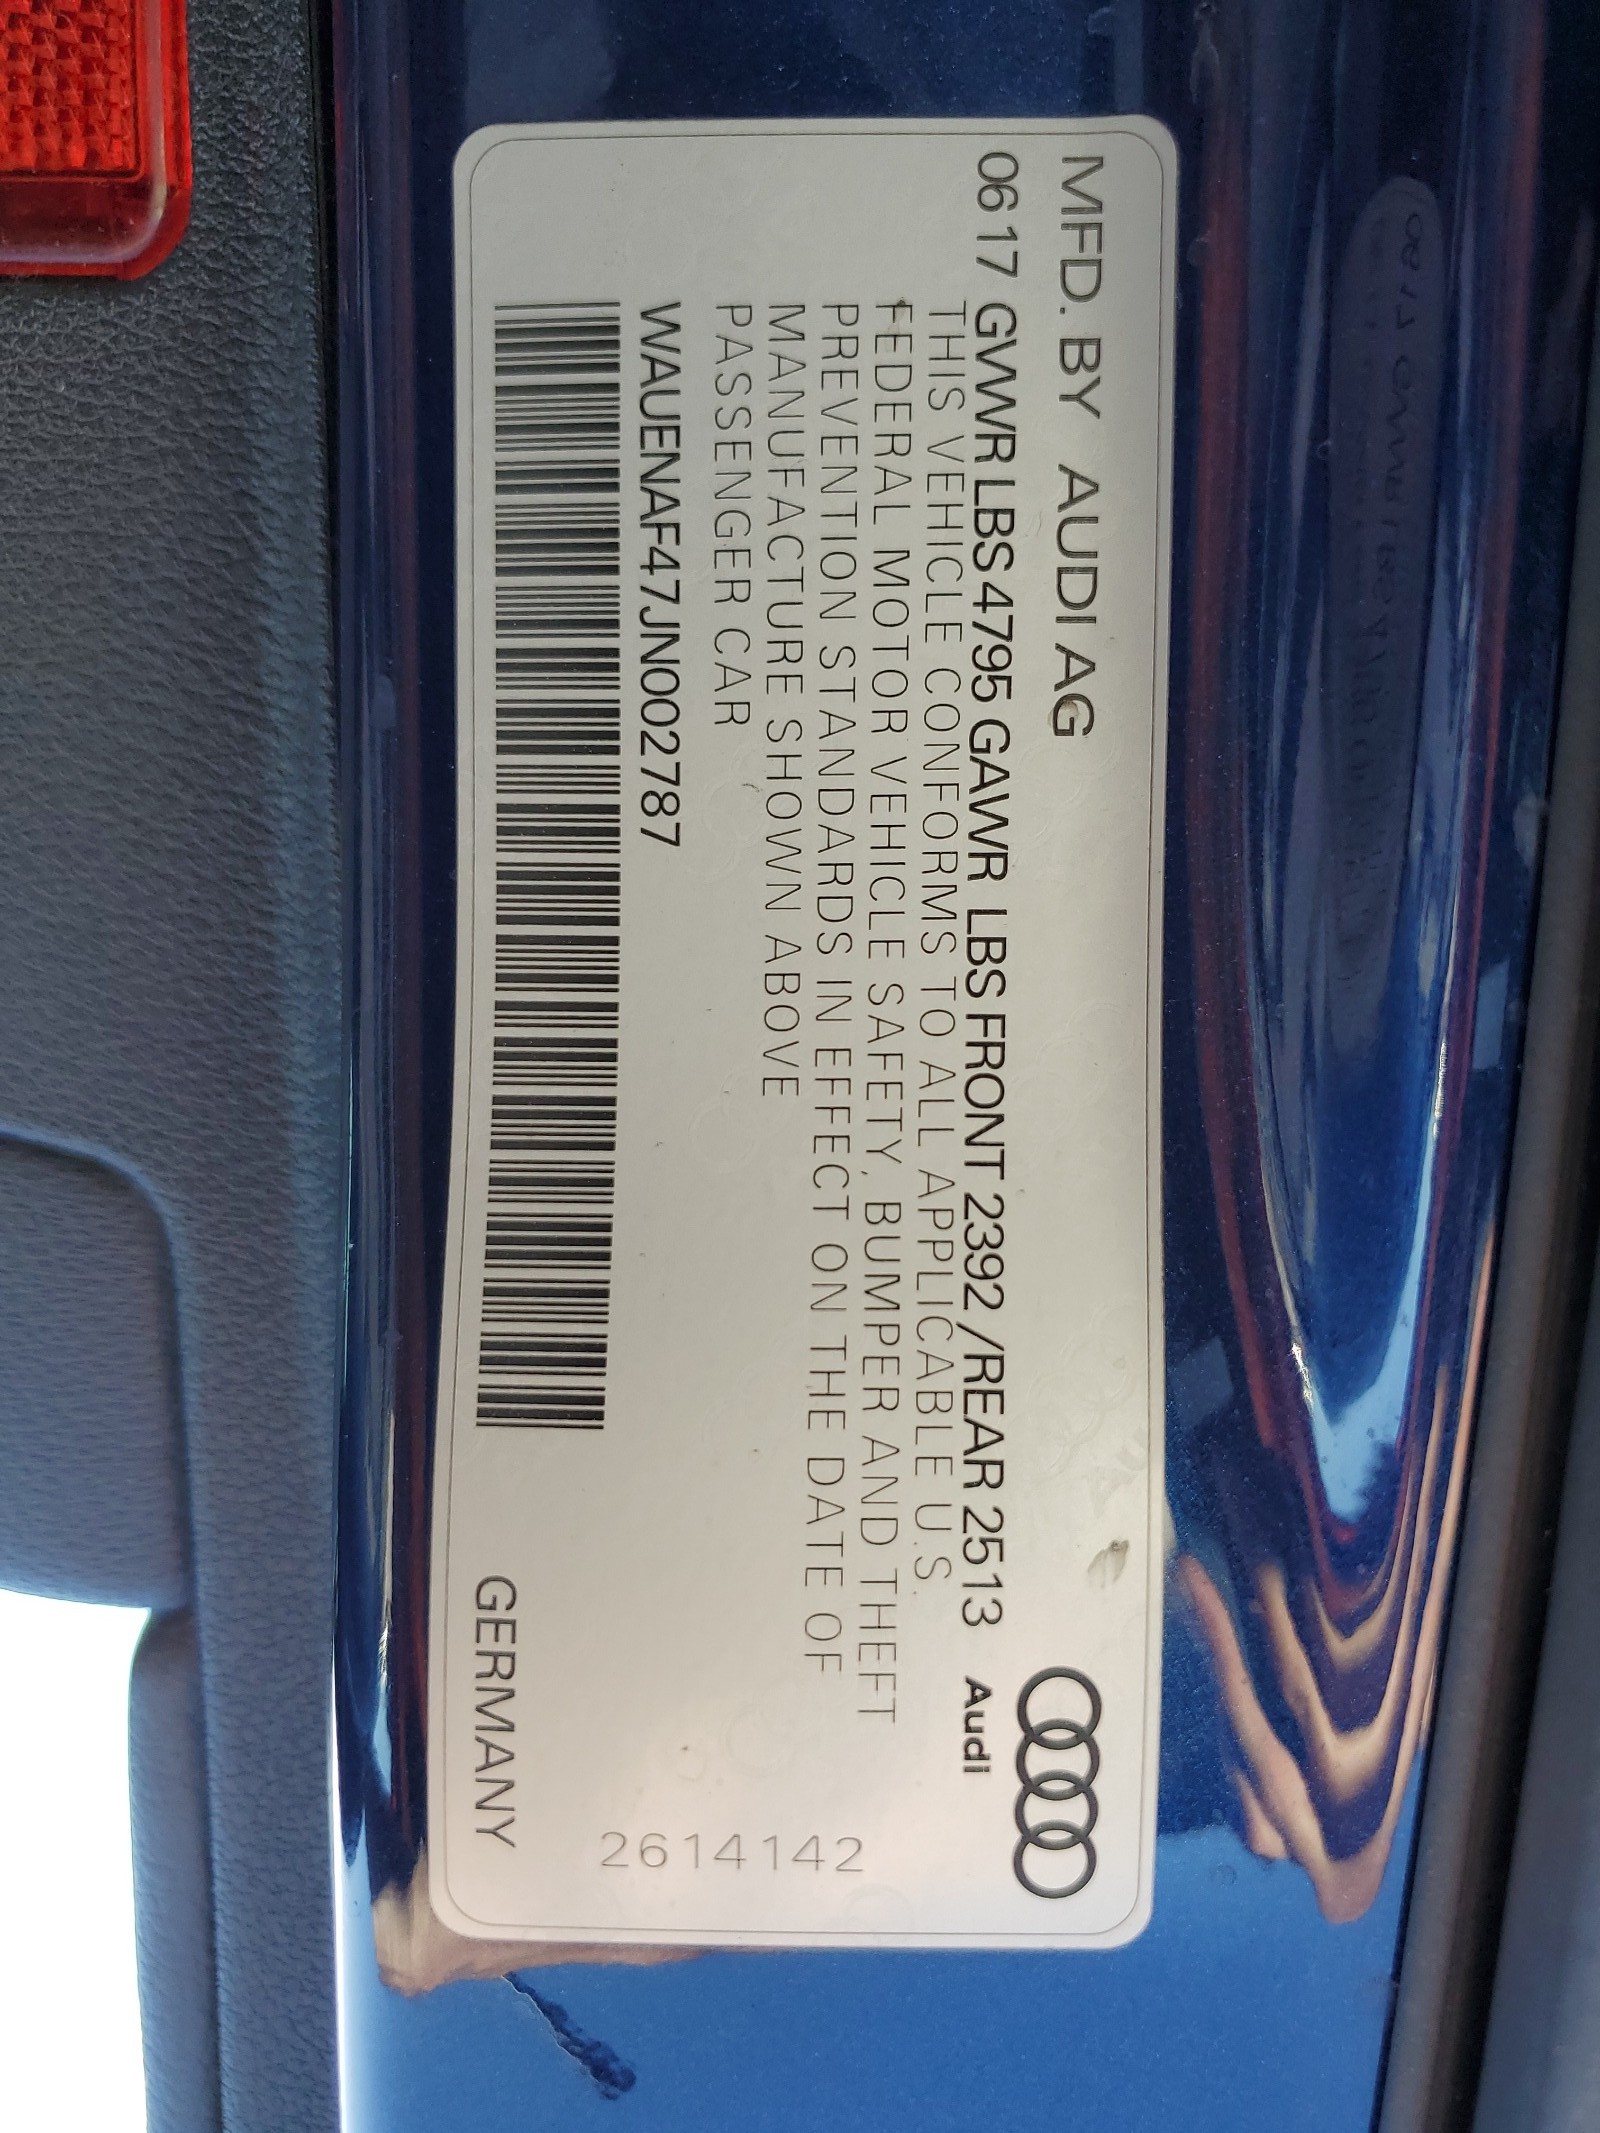 MFD. BY AUDI AG
06 17 GWWR LBS 4795 GAWR LBS FRONT 2392 /REAR 2513
THIS VEHICLE CONFORMS TO ALL APPLICABLE U.S.
FEDERAL MOTOR VEHICLE SAFETY, BUMPER AND THEFT
PREVENTION STANDARDS IN EFFECT ON THE DATE OF
MANUFACTURE SHOWN ABOVE
PASSENGER CAR
WAUENAF47JN002787
Audi
2614142
GERMANY